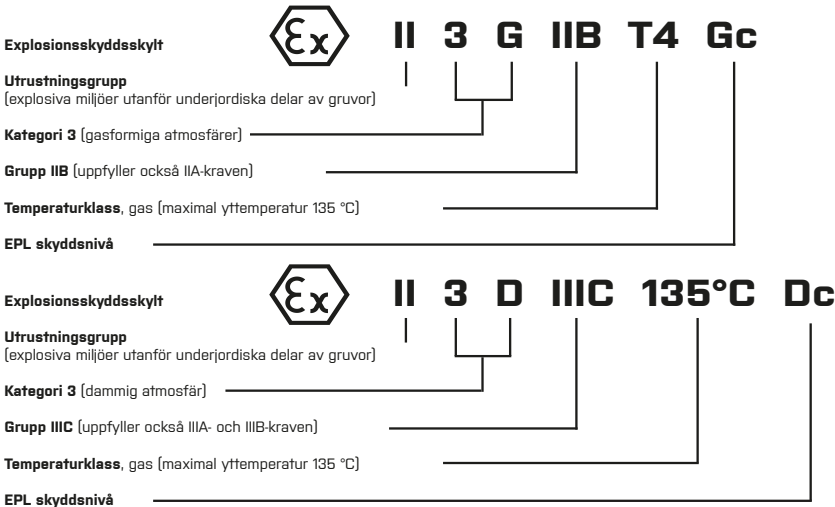 Explosionsskyddsskylt Ex II 3 G IIB T4 Gc
Utrustningsgrupp
(explosiva miljöer utanför underjordiska delar av gruvor)
Kategori 3 (gasformiga atmosfärer)
Grupp IIB (uppfyller också IIA-kraven)
Temperaturklass, gas (maximal yttemperatur 135 °C)
EPL skyddsnivå
Explosionsskyddsskylt Ex II 3 D IIIC 135°C Dc
Utrustningsgrupp
(explosiva miljöer utanför underjordiska delar av gruvor)
Kategori 3 (dammig atmosfär)
Grupp IIIC (uppfyller också IIIA- och IIIB-kraven)
Temperaturklass, gas (maximal yttemperatur 135 °C)
EPL skyddsnivå